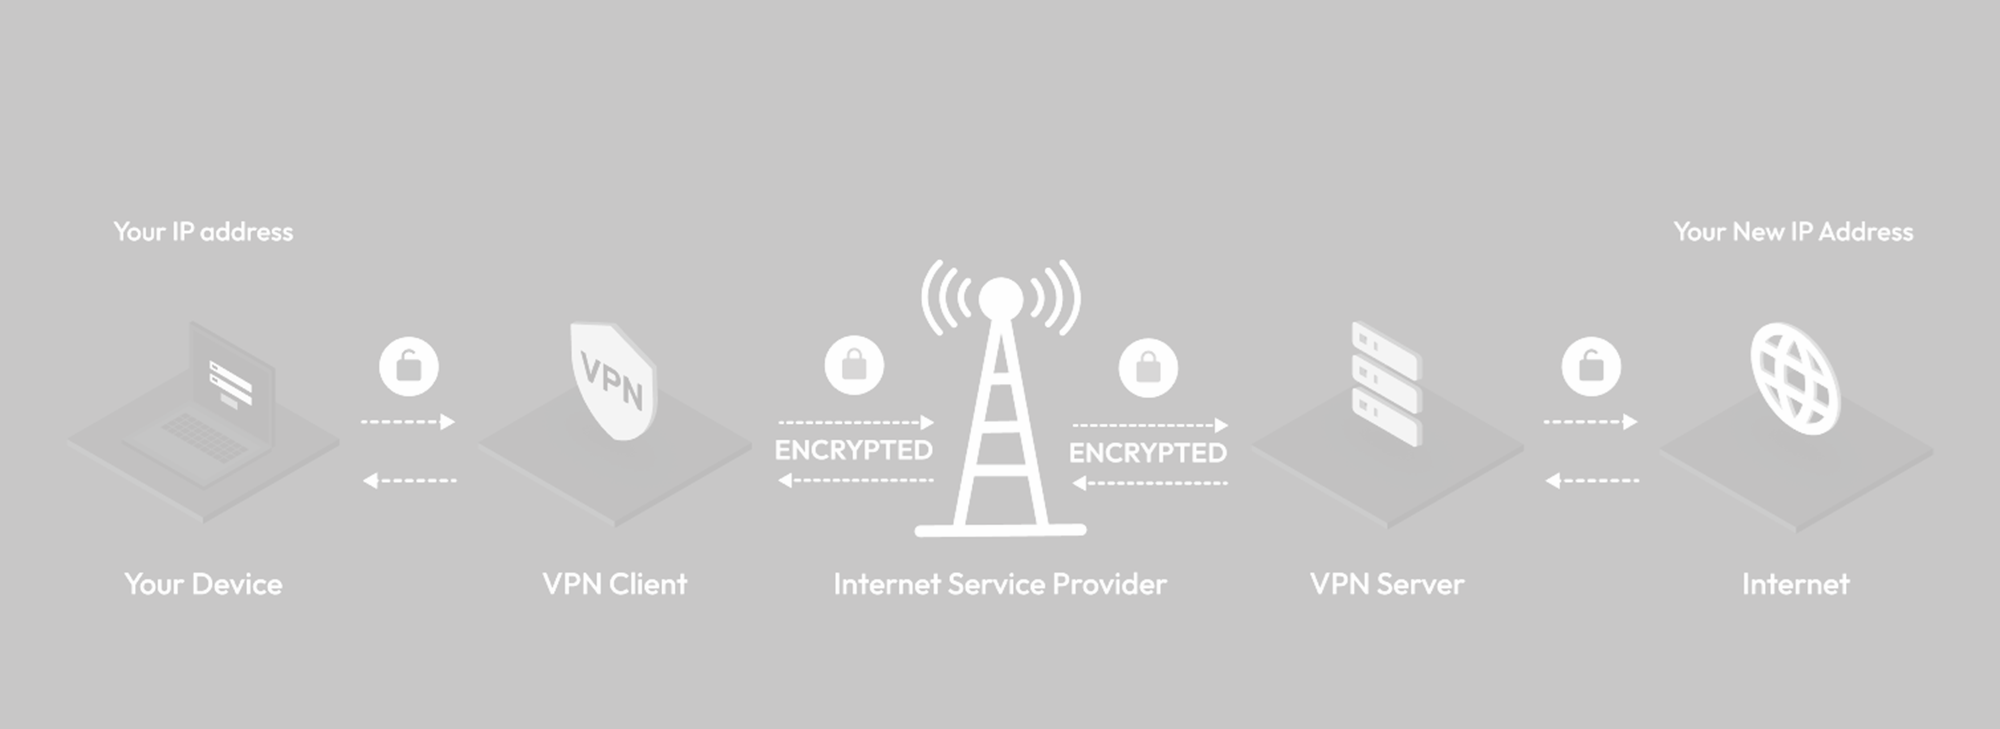 Your IP address
Your New IP Address
VPN
ENCRYPTED
ENCRYPTED
Your Device
VPN Client
Internet Service Provider
VPN Server
Internet